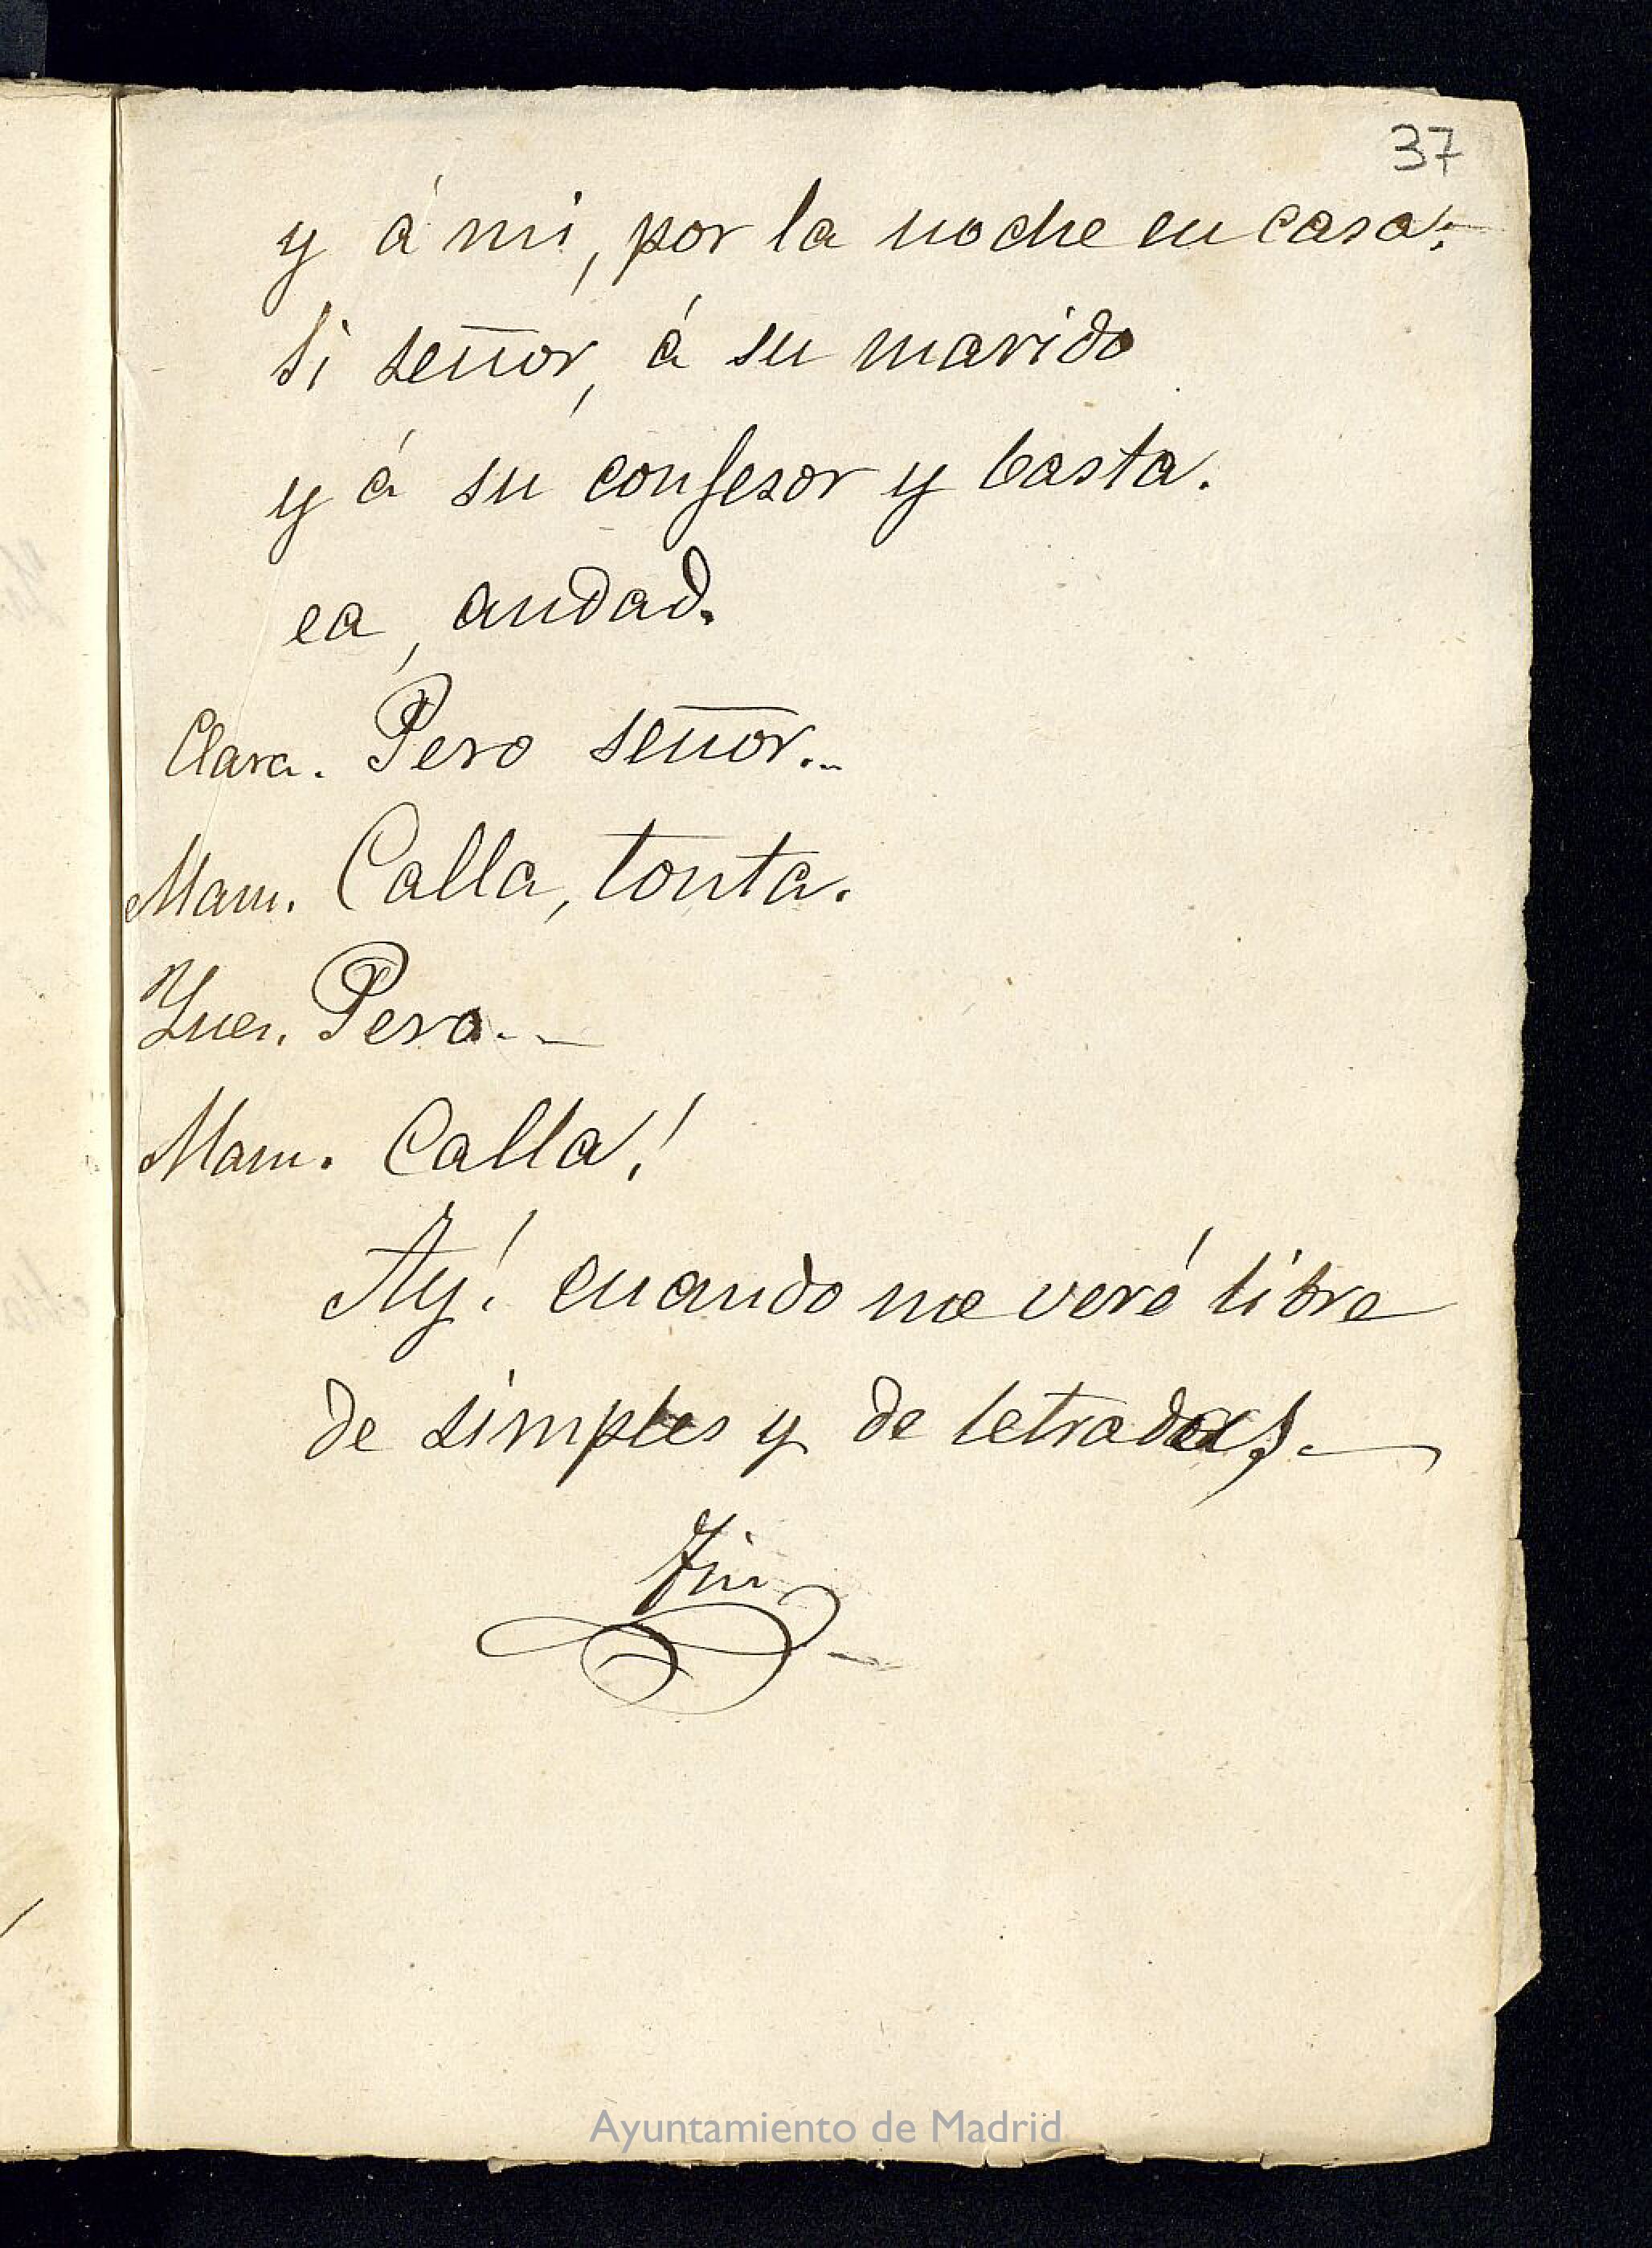 37
y á mi, por la noche en casa;
Si señor, á su marido
y á su confesor y basta.
ea, andad.
Clara. Pero señor...
Mam. Calla, tonta.
Pero...
Mam. Calla!
Ay! cuando me veré libre
de simples y de letradas.
Fin
Ayuntamiento de Madrid